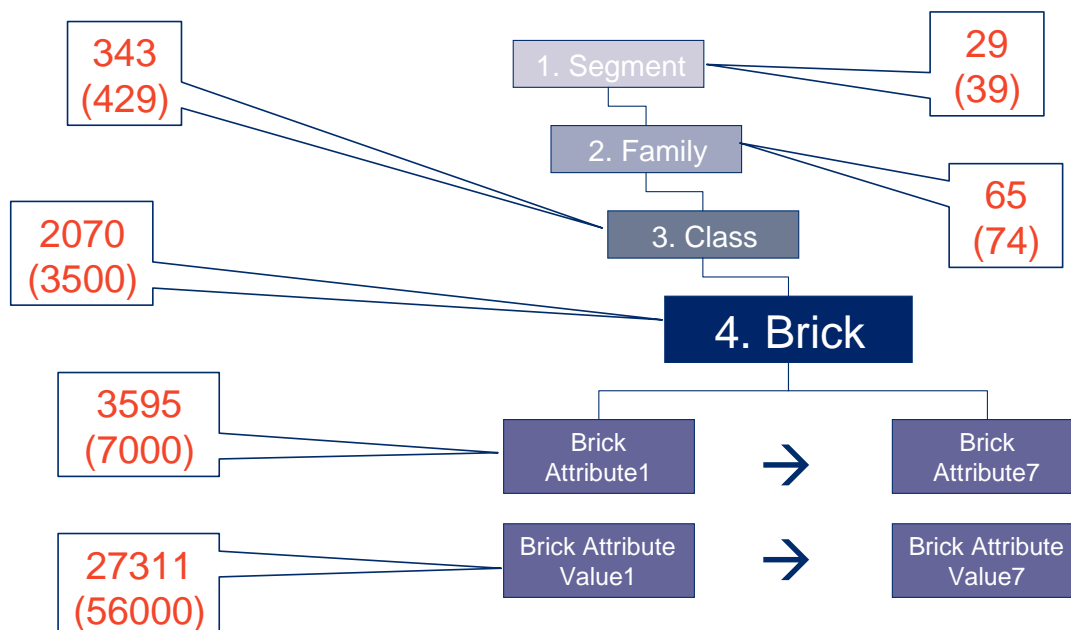 343
(429)
1. Segment
29
(39)
2. Family
65
(74)
3. Class
2070
(3500)
4. Brick
3595
(7000)
Brick
Attribute1
Brick
Attribute7
27311
(56000)
Brick Attribute
Value1
Brick Attribute
Value7